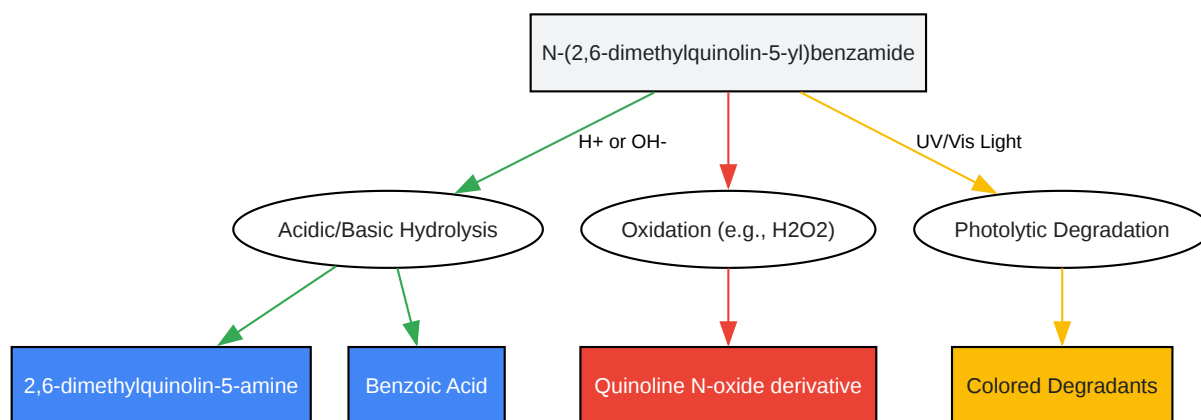 N-(2,6-dimethylquinolin-5-yl)benzamide
H+ or OH-
UV/Vis Light
Acidic/Basic Hydrolysis
Oxidation (e.g., H2O2)
Photolytic Degradation
2,6-dimethylquinolin-5-amine
Benzoic Acid
Quinoline N-oxide derivative
Colored Degradants